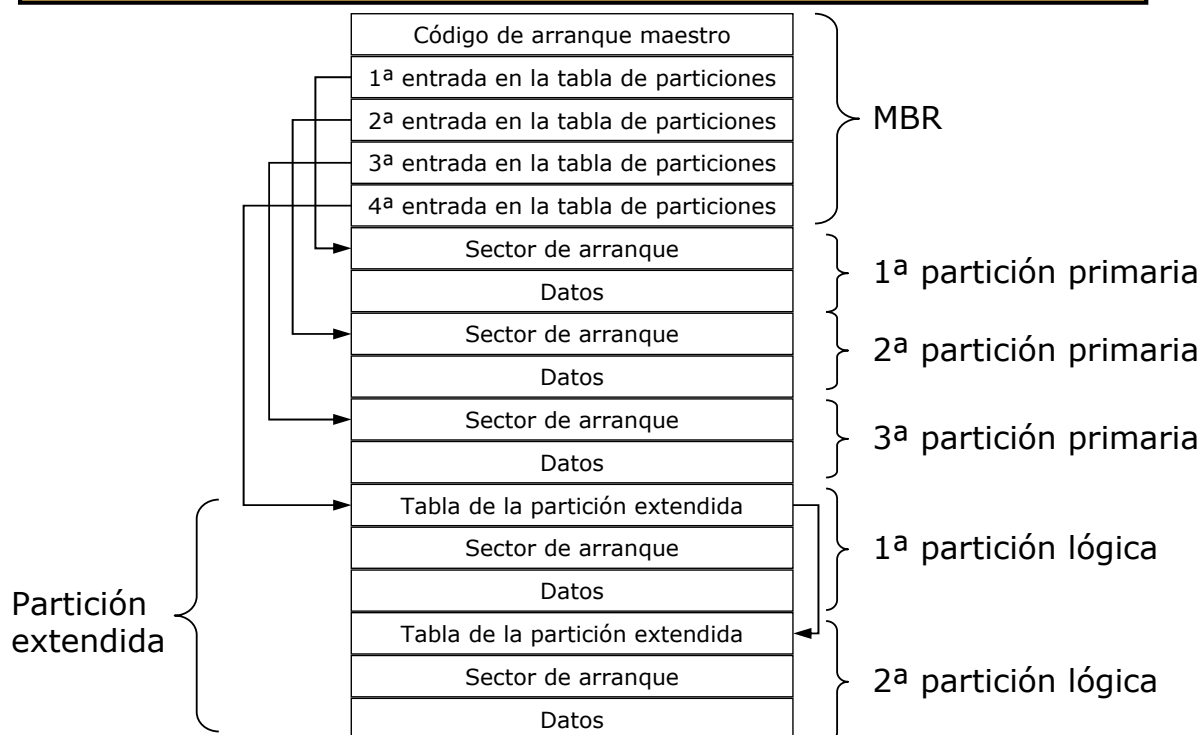 Código de arranque maestro
1ª entrada en la tabla de particiones
2ª entrada en la tabla de particiones
3ª entrada en la tabla de particiones
4ª entrada en la tabla de particiones
MBR
Sector de arranque
Datos
1ª partición primaria
Sector de arranque
Datos
2ª partición primaria
Sector de arranque
Datos
3ª partición primaria
Tabla de la partición extendida
Sector de arranque
Datos
1ª partición lógica
Tabla de la partición extendida
Sector de arranque
Datos
2ª partición lógica
Partición
extendida